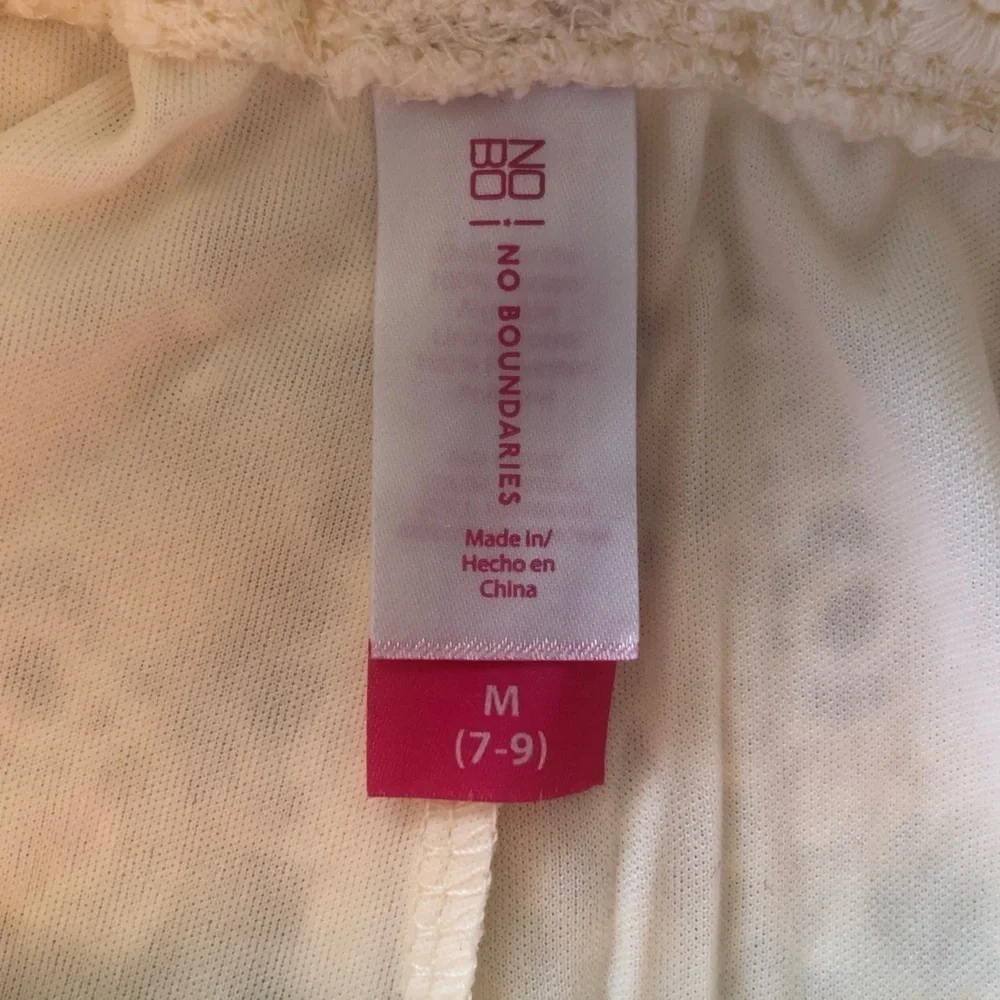 NO
BO
NO BOUNDARIES
Made in/
Hecho en
China
M
(7-9)